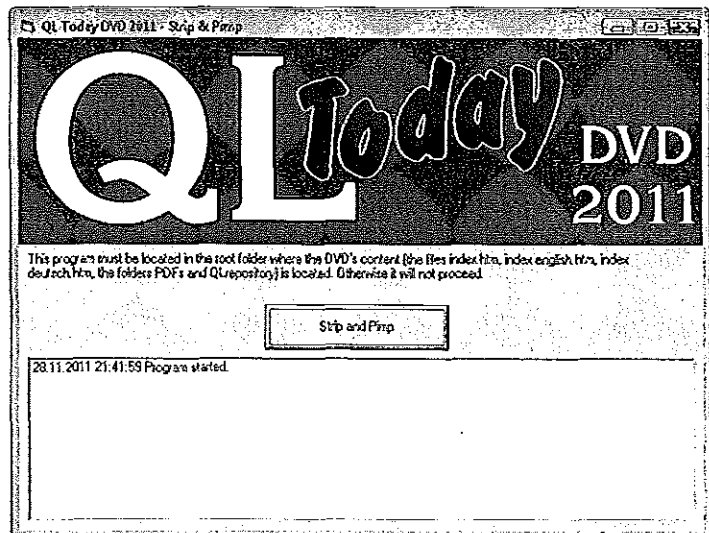 QL Today DVD 2011 - Strip & Pimp
QL Today
DVD
2011
This program must be located in the root folder where the DVD's content (the files index.htm, index english.htm, index
deutsch.htm, the folders PDFs and QLrepository) is located. Otherwise it will not proceed.
Strip and Pimp
28.11.2011 21:41:59 Program started.